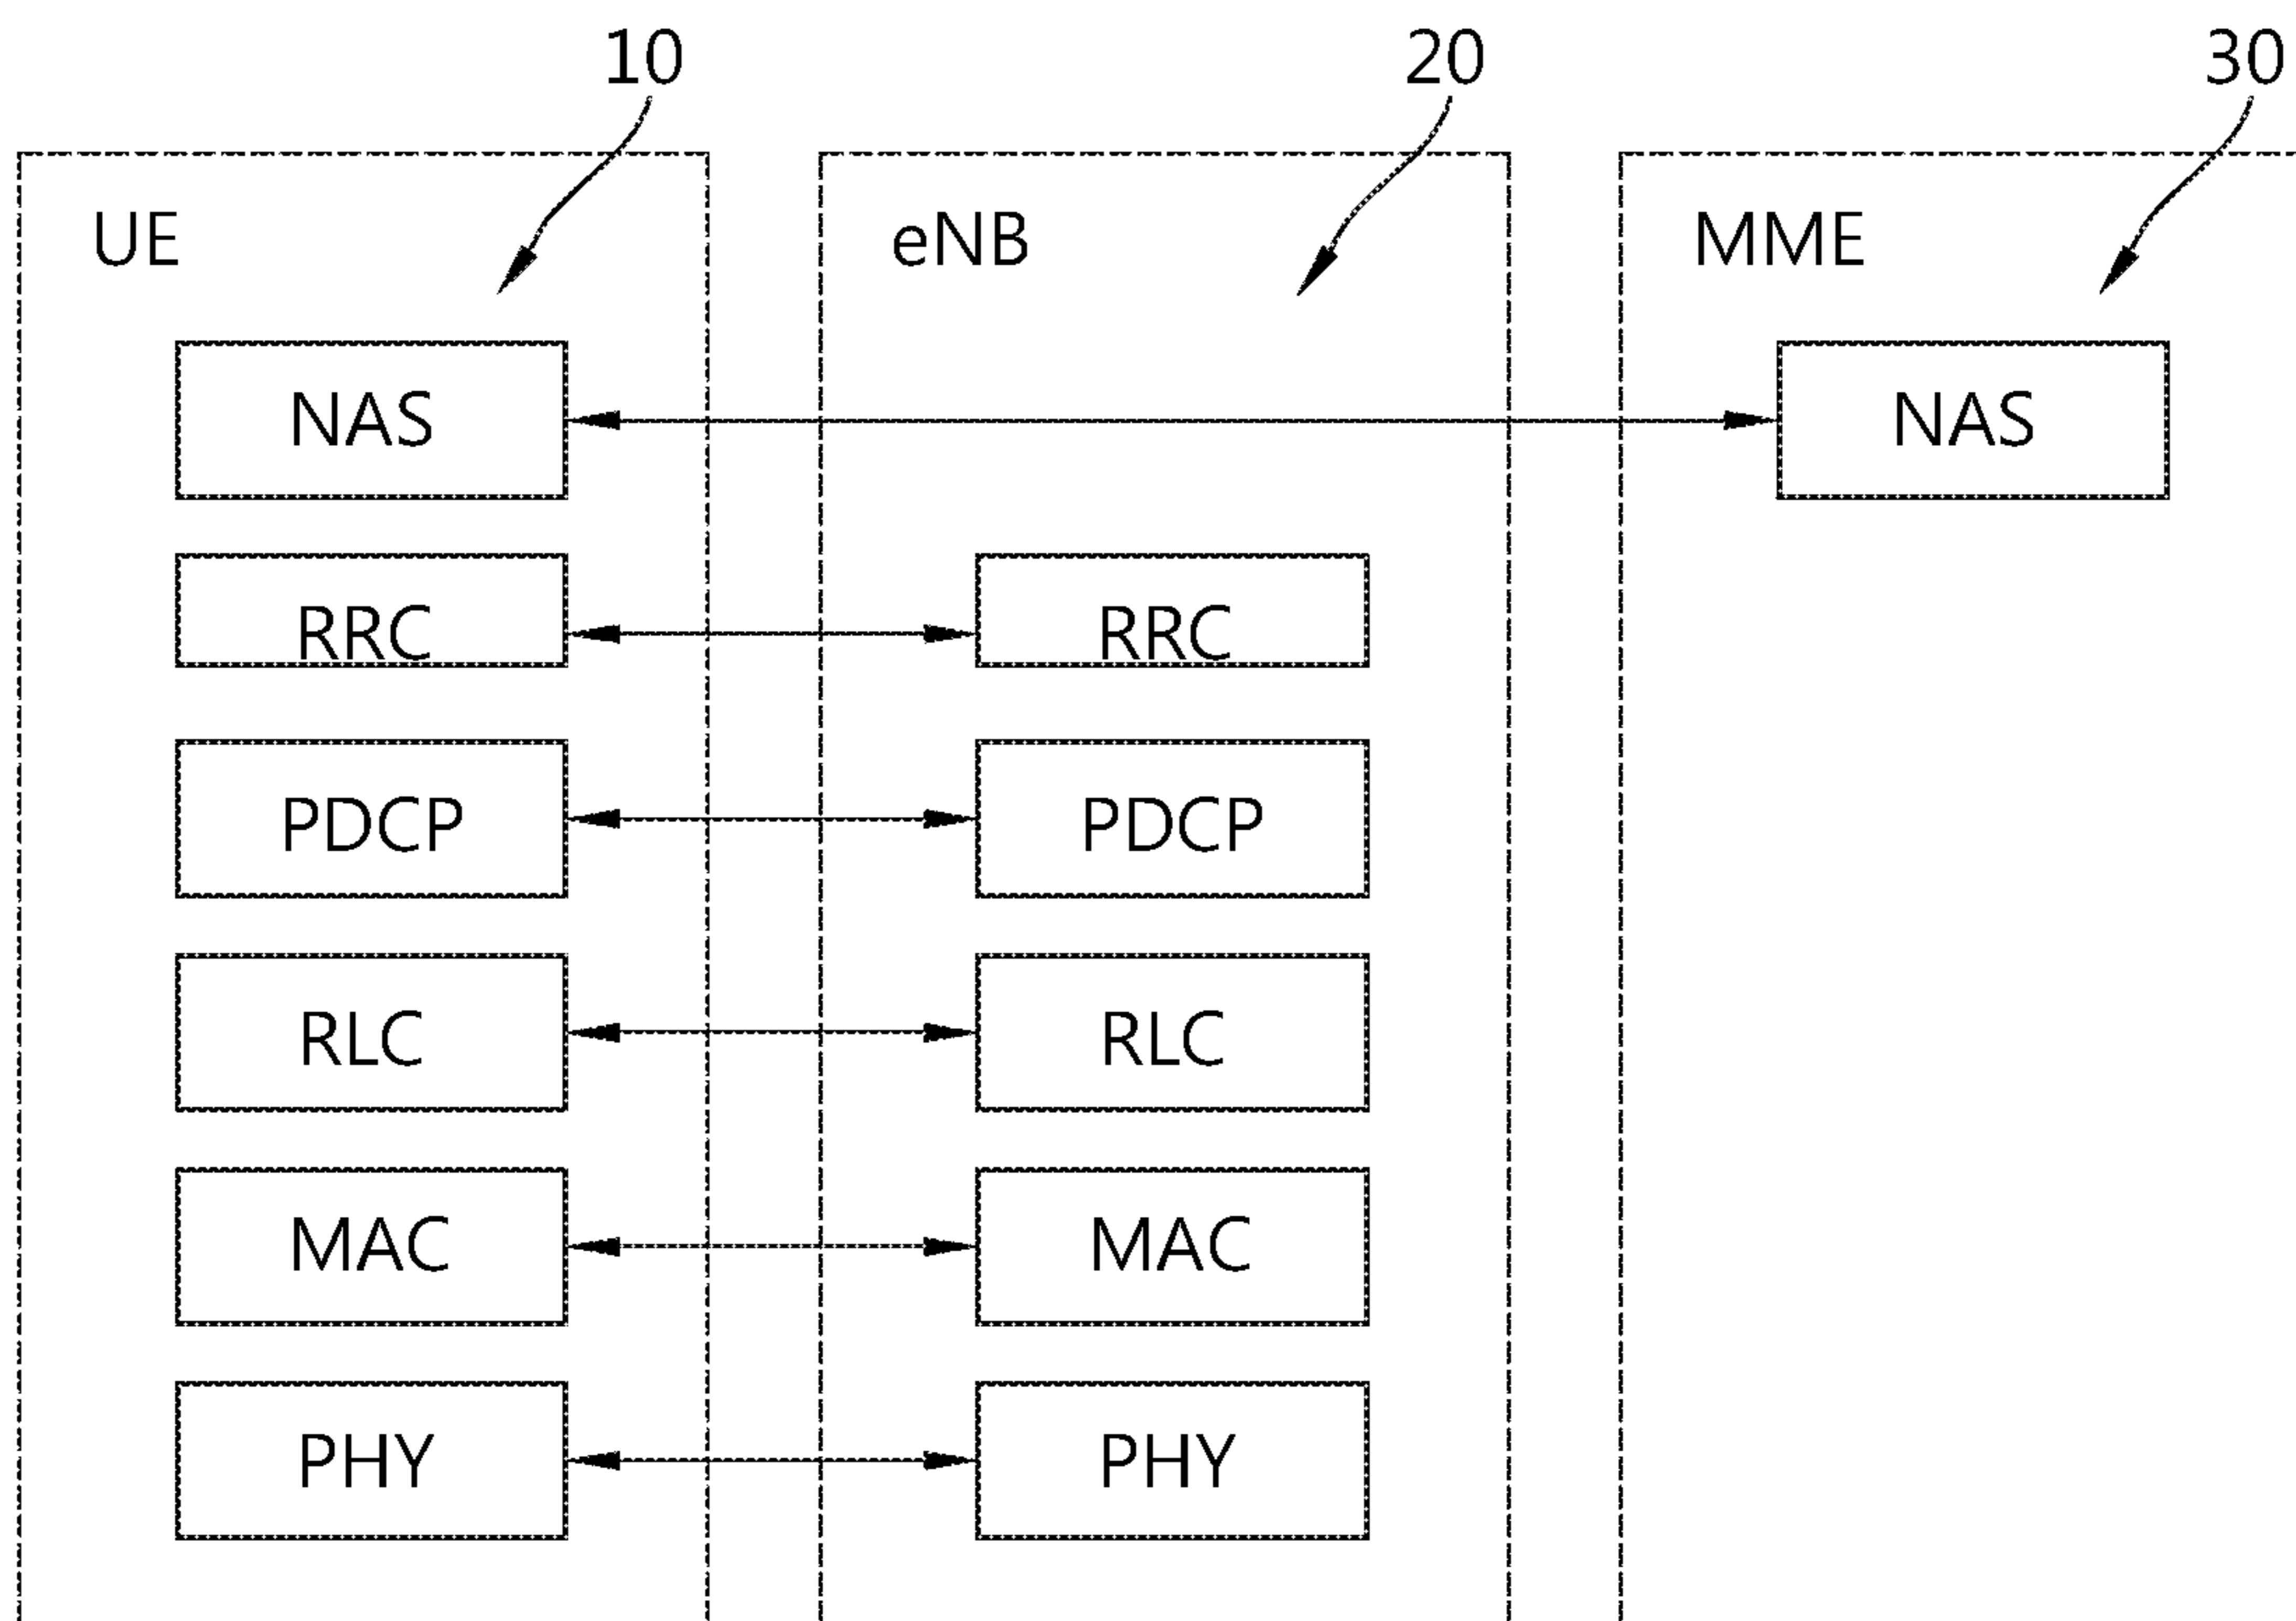 10 20 30
UE eNB MME
NAS NAS
RRC RRC
PDCP PDCP
RLC RLC
MAC MAC
PHY PHY